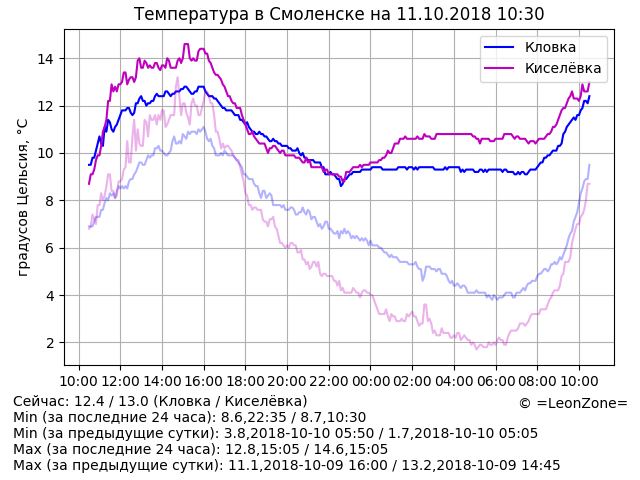 Температура в Смоленске на 11.10.2018 10:30
градусов Цельсия, °C
14
12
10
8
6
4
2
Кловка
Киселёвка
10:00 12:00 14:00 16:00 18:00 20:00 22:00 00:00 02:00 04:00 06:00 08:00 10:00
Сейчас: 12.4 / 13.0 (Кловка / Киселёвка)
© =LeonZone=
Min (за последние 24 часа): 8.6,22:35 / 8.7,10:30
Min (за предыдущие сутки): 3.8,2018-10-10 05:50 / 1.7,2018-10-10 05:05
Max (за последние 24 часа): 12.8,15:05 / 14.6,15:05
Max (за предыдущие сутки): 11.1,2018-10-09 16:00 / 13.2,2018-10-09 14:45